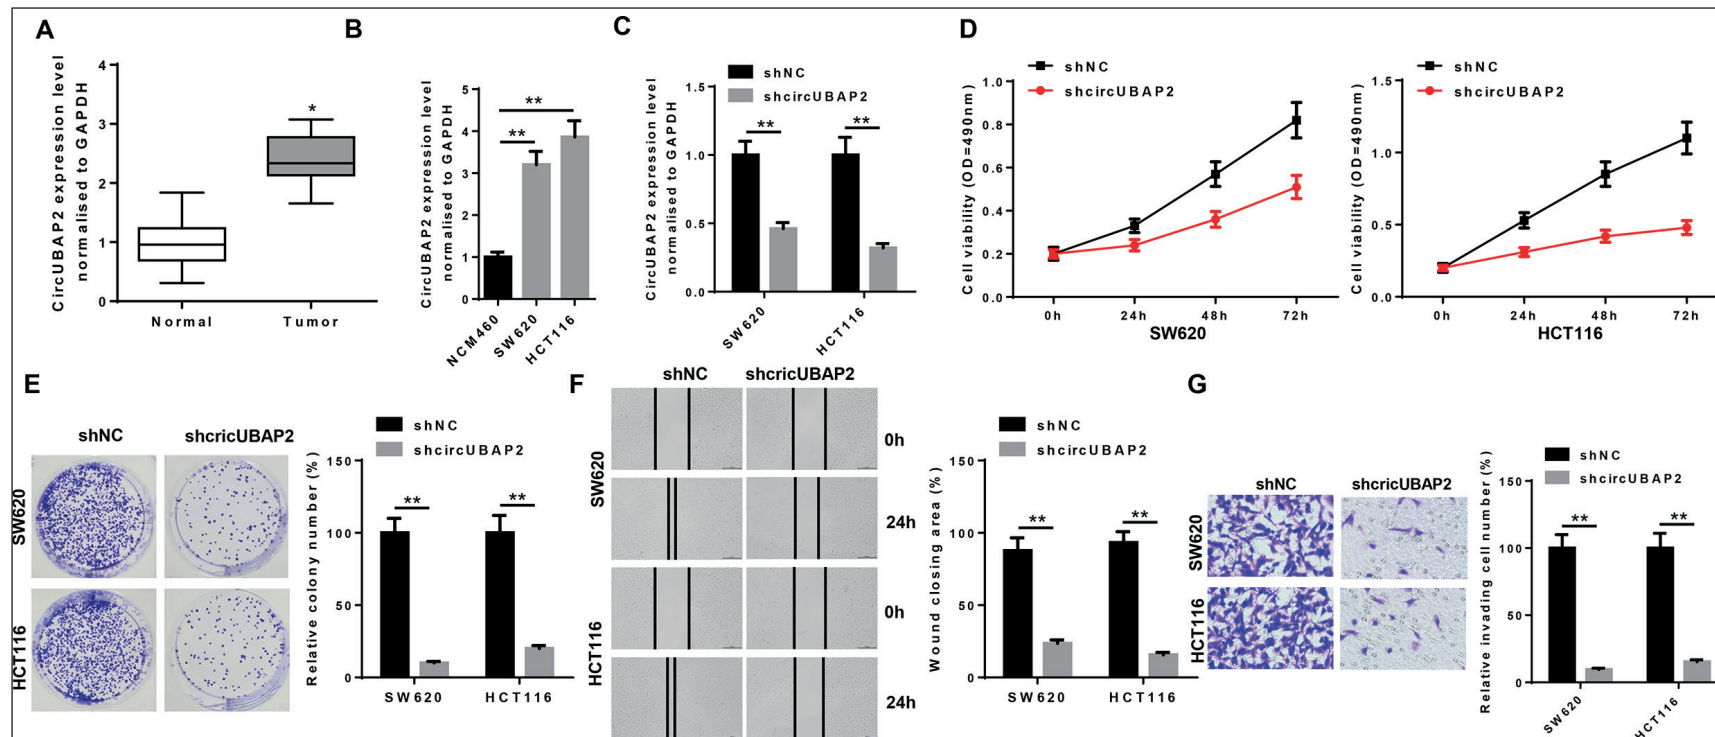 A
CircUBAP2 expression level
normalised to GAPDH
4
3
2
1
0
*
Normal
Tumor
B
CircUBAP2 expression level
normalised to GAPDH
5
4
3
2
1
0
**
**
NCM460
SW620
HCT116
C
shNC
shcircUBAP2
CircUBAP2 expression level
normalised to GAPDH
1.5
1.0
0.5
0.0
**
**
SW620
HCT116
D
shNC
shcircUBAP2
Cell viability (OD=490nm)
1.0
0.8
0.6
0.4
0.2
0.0
0h
24h
48h
72h
SW620
shNC
shcircUBAP2
Cell viability (OD=490nm)
1.5
1.0
0.5
0.0
0h
24h
48h
72h
HCT116
E
shNC
shcricUBAP2
SW620
HCT116
shNC
shcircUBAP2
Relative colony number (%)
150
100
50
0
**
**
SW620
HCT116
F
shNC
shcricUBAP2
SW620
0h
24h
HCT116
0h
24h
shNC
shcircUBAP2
Wound closing area (%)
150
100
50
0
**
**
SW620
HCT116
G
shNC
shcricUBAP2
SW620
HCT116
shNC
shcircUBAP2
Relative invading cell number (%)
150
100
50
0
**
**
SW620
HCT116